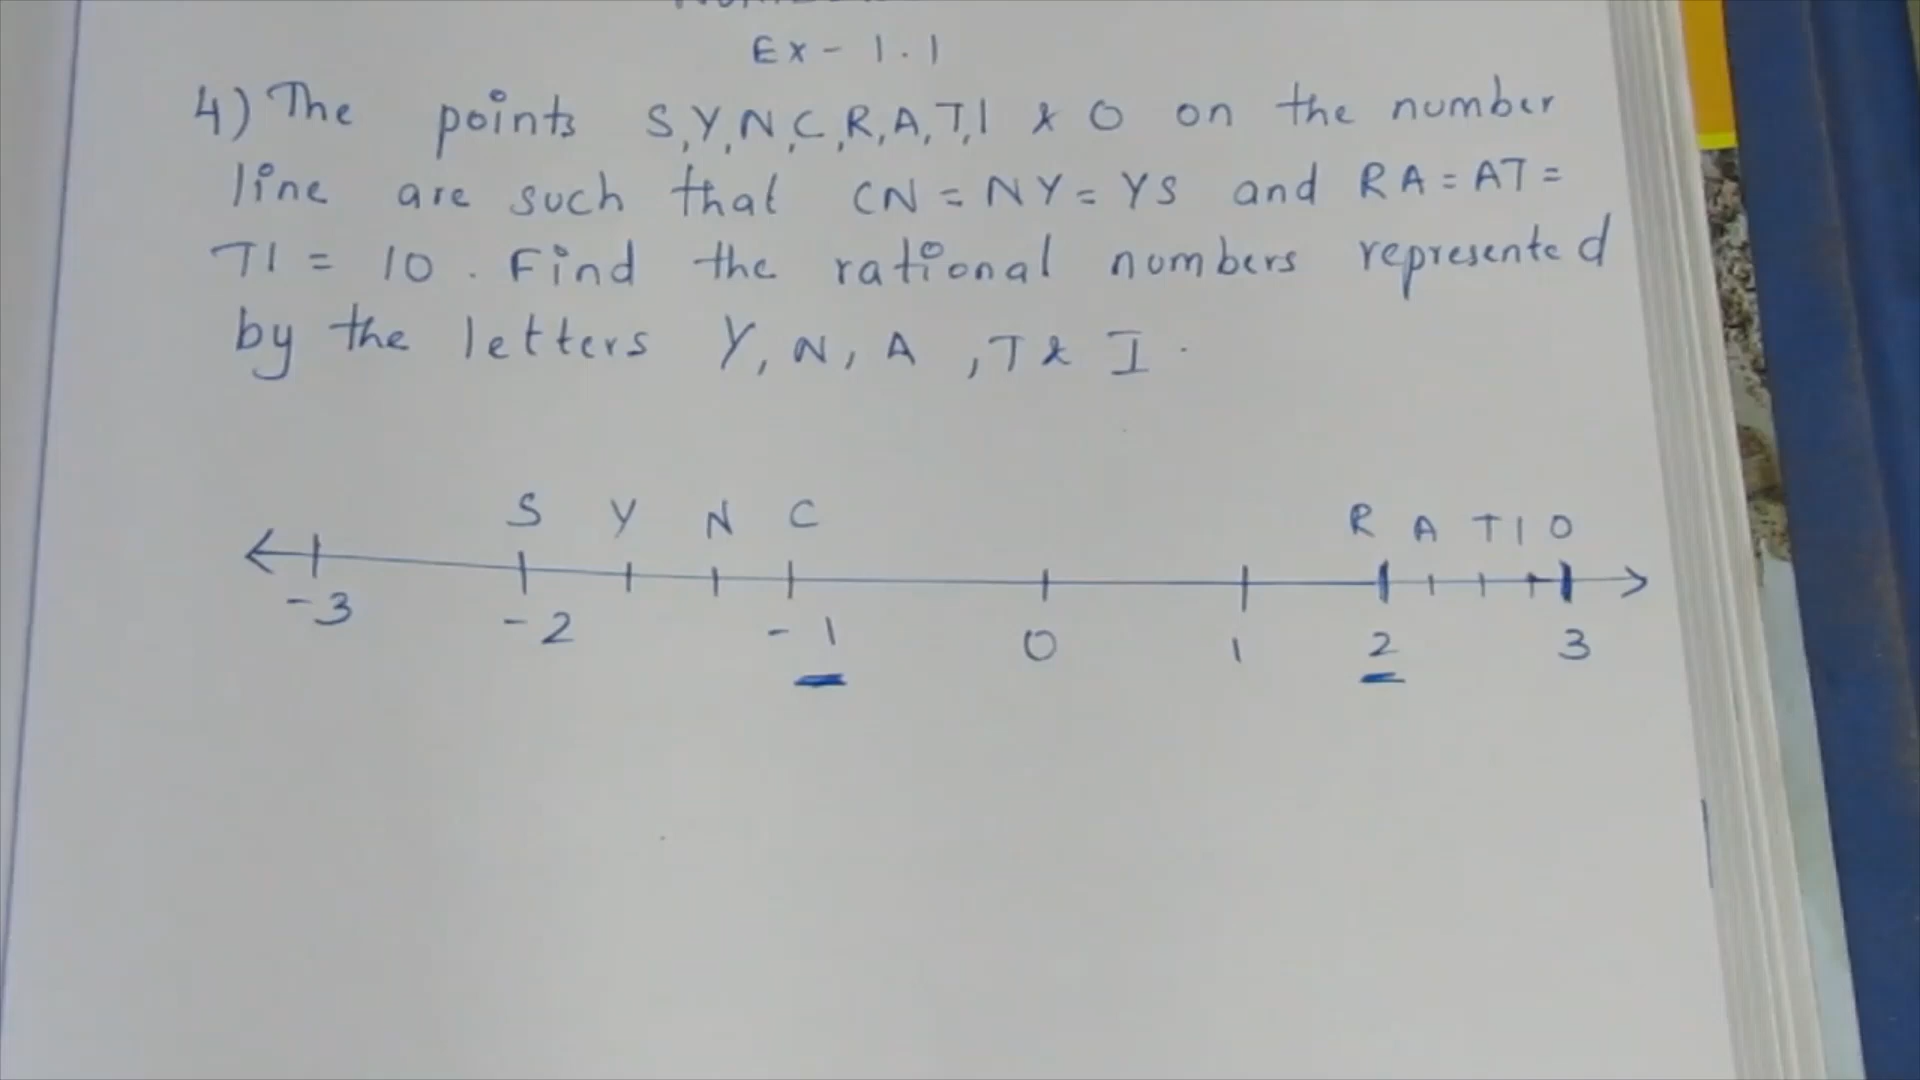 Ex - 1.1
4) The points S,Y,N,C,R,A,T,I & O on the number
line are such that CN = NY = YS and RA = AT =
TI = 10. Find the rational numbers represented
by the letters Y, N, A, T & I.
S Y N C R A T I O
-3 -2 -1 0 1 2 3